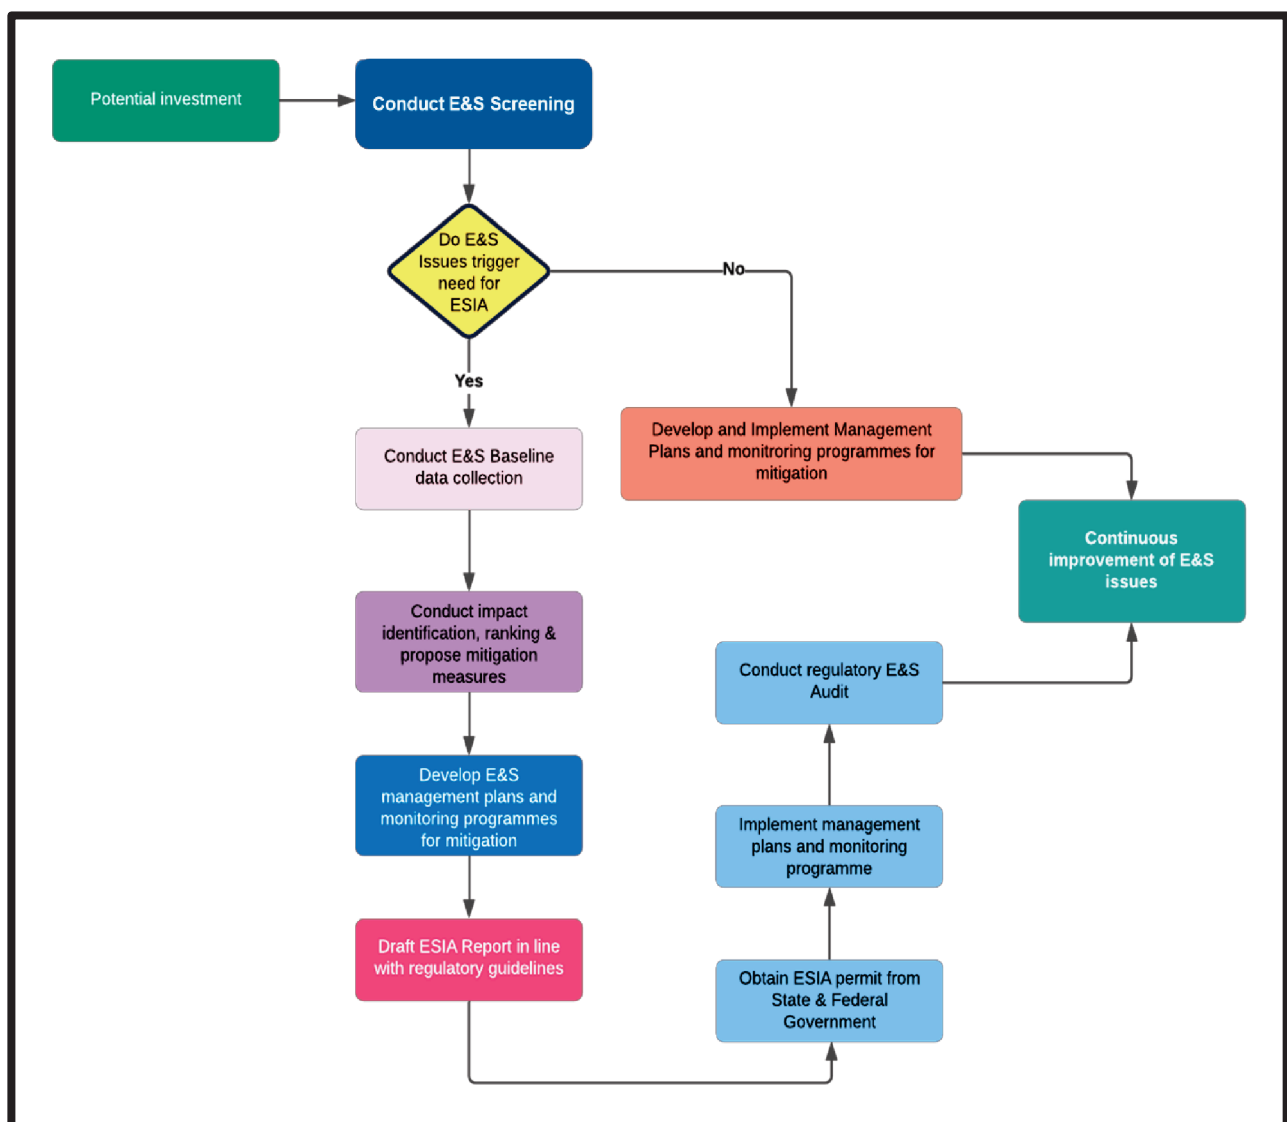 Potential investment
Conduct E&S Screening
Do E&S
Issues trigger
need for
ESIA
No
Yes
Conduct E&S Baseline
data collection
Develop and Implement Management
Plans and monitroring programmes for
mitigation
Continuous
improvement of E&S
issues
Conduct impact
identification, ranking &
propose mitigation
measures
Conduct regulatory E&S
Audit
Develop E&S
management plans and
monitoring programmes
for mitigation
Implement management
plans and monitoring
programme
Draft ESIA Report in line
with regulatory guidelines
Obtain ESIA permit from
State & Federal
Government